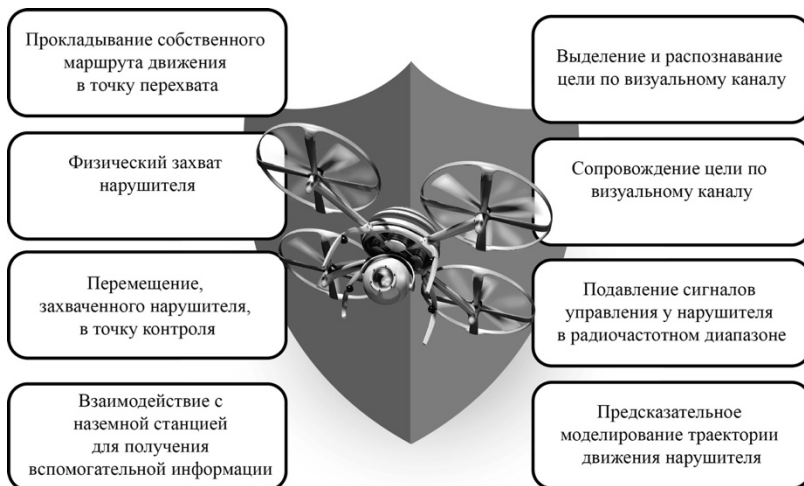 Прокладывание собственного
маршрута движения
в точку перехвата
Физический захват
нарушителя
Перемещение,
захваченного нарушителя,
в точку контроля
Взаимодействие с
наземной станцией
для получения
вспомогательной информации
Выделение и распознавание
цели по визуальному каналу
Сопровождение цели по
визуальному каналу
Подавление сигналов
управления у нарушителя
в радиочастотном диапазоне
Предсказательное
моделирование траектории
движения нарушителя